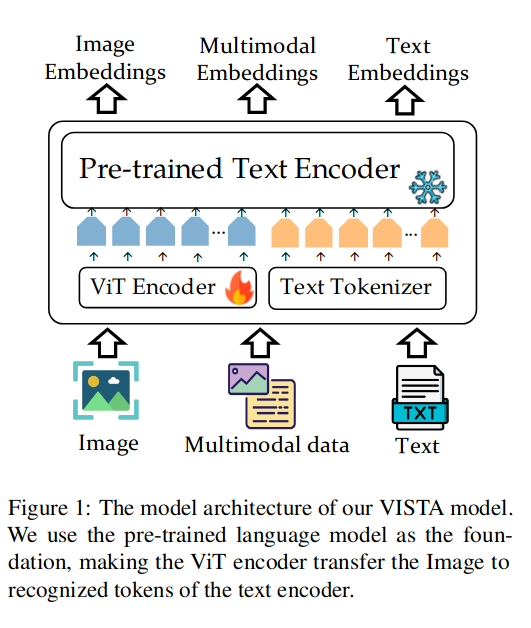 Image Embeddings
Multimodal Embeddings
Text Embeddings
Pre-trained Text Encoder
...
...
ViT Encoder
Text Tokenizer
TXT
Image
Multimodal data
Text
Figure 1: The model architecture of our VISTA model.
We use the pre-trained language model as the foun-
dation, making the ViT encoder transfer the Image to
recognized tokens of the text encoder.